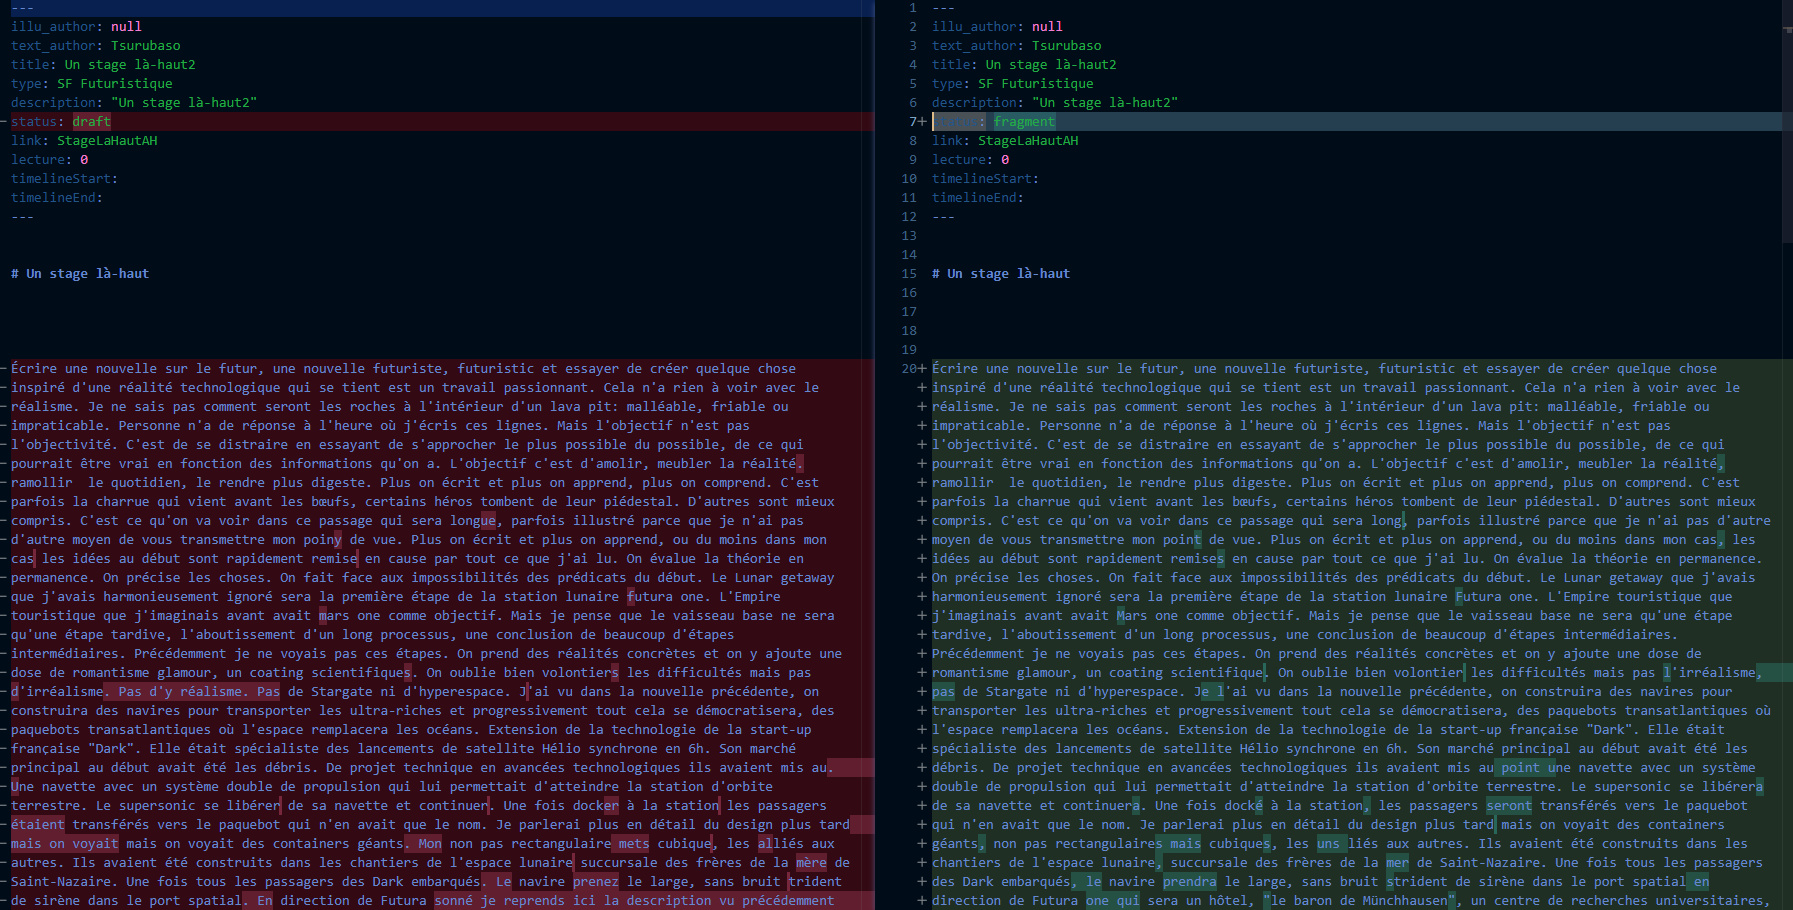 ---
illu_author: null
text_author: Tsurubaso
title: Un stage là-haut2
type: SF Futuristique
description: "Un stage là-haut2"
status: draft
link: StageLaHautAH
lecture: 0
timelineStart:
timelineEnd:
---
# Un stage là-haut
Écrire une nouvelle sur le futur, une nouvelle futuriste, futuristic et essayer de créer quelque chose
inspiré d'une réalité technologique qui se tient est un travail passionnant. Cela n'a rien à voir avec le
réalisme. Je ne sais pas comment seront les roches à l'intérieur d'un lava pit: malléable, friable ou
impraticable. Personne n'a de réponse à l'heure où j'écris ces lignes. Mais l'objectif n'est pas
l'objectivité. C'est de se distraire en essayant de s'approcher le plus possible du possible, de ce qui
pourrait être vrai en fonction des informations qu'on a. L'objectif c'est d'amolir, meubler la réalité.
ramollir  le quotidien, le rendre plus digeste. Plus on écrit et plus on apprend, plus on comprend. C'est
parfois la charrue qui vient avant les bœufs, certains héros tombent de leur piédestal. D'autres sont mieux
compris. C'est ce qu'on va voir dans ce passage qui sera longue, parfois illustré parce que je n'ai pas
d'autre moyen de vous transmettre mon poiny de vue. Plus on écrit et plus on apprend, ou du moins dans mon
cas les idées au début sont rapidement remise en cause par tout ce que j'ai lu. On évalue la théorie en
permanence. On précise les choses. On fait face aux impossibilités des prédicats du début. Le Lunar getaway
que j'avais harmonieusement ignoré sera la première étape de la station lunaire futura one. L'Empire
touristique que j'imaginais avant avait mars one comme objectif. Mais je pense que le vaisseau base ne sera
qu'une étape tardive, l'aboutissement d'un long processus, une conclusion de beaucoup d'étapes
intermédiaires. Précédemment je ne voyais pas ces étapes. On prend des réalités concrètes et on y ajoute une
dose de romantisme glamour, un coating scientifiques. On oublie bien volontiers les difficultés mais pas
d'irréalisme. Pas d'y réalisme. Pas de Stargate ni d'hyperespace. J'ai vu dans la nouvelle précédente, on
construira des navires pour transporter les ultra-riches et progressivement tout cela se démocratisera, des
paquebots transatlantiques où l'espace remplacera les océans. Extension de la technologie de la start-up
française "Dark". Elle était spécialiste des lancements de satellite Hélio synchrone en 6h. Son marché
principal au début avait été les débris. De projet technique en avancées technologiques ils avaient mis au.
Une navette avec un système double de propulsion qui lui permettait d'atteindre la station d'orbite
terrestre. Le supersonic se libérer de sa navette et continuer. Une fois docker à la station les passagers
étaient transférés vers le paquebot qui n'en avait que le nom. Je parlerai plus en détail du design plus tard
mais on voyait mais on voyait des containers géants. Mon non pas rectangulaire mets cubique, les alliés aux
autres. Ils avaient été construits dans les chantiers de l'espace lunaire succursale des frères de la mère de
Saint-Nazaire. Une fois tous les passagers des Dark embarqués. Le navire prenez le large, sans bruit trident
de sirène dans le port spatial. En direction de Futura sonné je reprends ici la description vu précédemment
1 ---
2 illu_author: null
3 text_author: Tsurubaso
4 title: Un stage là-haut2
5 type: SF Futuristique
6 description: "Un stage là-haut2"
7 status: fragment
8 link: StageLaHautAH
9 lecture: 0
10 timelineStart:
11 timelineEnd:
12 ---
13
14
15 # Un stage là-haut
16
17
18
19
20 Écrire une nouvelle sur le futur, une nouvelle futuriste, futuristic et essayer de créer quelque chose
inspiré d'une réalité technologique qui se tient est un travail passionnant. Cela n'a rien à voir avec le
réalisme. Je ne sais pas comment seront les roches à l'intérieur d'un lava pit: malléable, friable ou
impraticable. Personne n'a de réponse à l'heure où j'écris ces lignes. Mais l'objectif n'est pas
l'objectivité. C'est de se distraire en essayant de s'approcher le plus possible du possible, de ce qui
pourrait être vrai en fonction des informations qu'on a. L'objectif c'est d'amolir, meubler la réalité,
ramollir  le quotidien, le rendre plus digeste. Plus on écrit et plus on apprend, plus on comprend. C'est
parfois la charrue qui vient avant les bœufs, certains héros tombent de leur piédestal. D'autres sont mieux
compris. C'est ce qu'on va voir dans ce passage qui sera long, parfois illustré parce que je n'ai pas d'autre
moyen de vous transmettre mon point de vue. Plus on écrit et plus on apprend, ou du moins dans mon cas, les
idées au début sont rapidement remises en cause par tout ce que j'ai lu. On évalue la théorie en permanence.
On précise les choses. On fait face aux impossibilités des prédicats du début. Le Lunar getaway que j'avais
harmonieusement ignoré sera la première étape de la station lunaire Futura one. L'Empire touristique que
j'imaginais avant avait Mars one comme objectif. Mais je pense que le vaisseau base ne sera qu'une étape
tardive, l'aboutissement d'un long processus, une conclusion de beaucoup d'étapes intermédiaires.
Précédemment je ne voyais pas ces étapes. On prend des réalités concrètes et on y ajoute une dose de
romantisme glamour, un coating scientifique. On oublie bien volontier les difficultés mais pas l'irréalisme,
pas de Stargate ni d'hyperespace. Je l'ai vu dans la nouvelle précédente, on construira des navires pour
transporter les ultra-riches et progressivement tout cela se démocratisera, des paquebots transatlantiques où
l'espace remplacera les océans. Extension de la technologie de la start-up française "Dark". Elle était
spécialiste des lancements de satellite Hélio synchrone en 6h. Son marché principal au début avait été les
débris. De projet technique en avancées technologiques ils avaient mis au point une navette avec un système
double de propulsion qui lui permettait d'atteindre la station d'orbite terrestre. Le supersonic se libérera
de sa navette et continuera. Une fois docké à la station, les passagers seront transférés vers le paquebot
qui n'en avait que le nom. Je parlerai plus en détail du design plus tard mais on voyait des containers
géants, non pas rectangulaires mais cubiques, les uns liés aux autres. Ils avaient été construits dans les
chantiers de l'espace lunaire, succursale des frères de la mer de Saint-Nazaire. Une fois tous les passagers
des Dark embarqués, le navire prendra le large, sans bruit strident de sirène dans le port spatial en
direction de Futura one qui sera un hôtel, "le baron de Münchhausen", un centre de recherches universitaires,